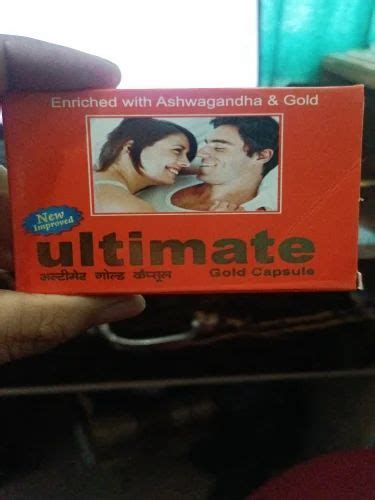 Enriched with Ashwagandha & Gold
New
Improved
ultimate
Gold Capsule
अल्टीमेट गोल्ड कॅप्सूल